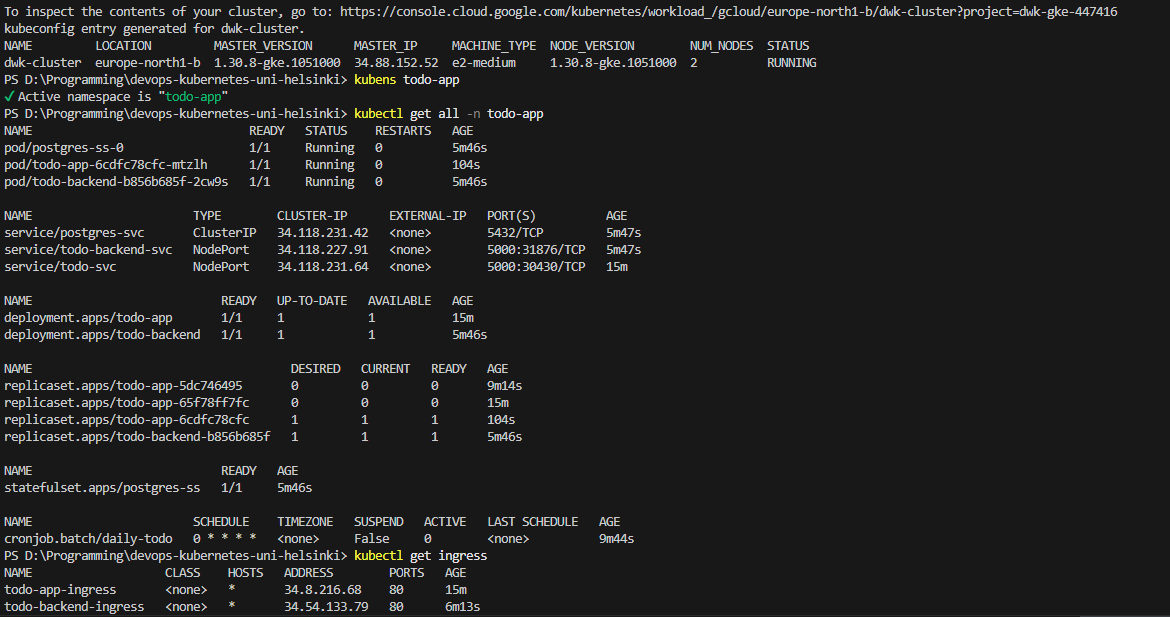 To inspect the contents of your cluster, go to: https://console.cloud.google.com/kubernetes/workload_/gcloud/europe-north1-b/dwk-cluster?project=dwk-gke-447416
kubeconfig entry generated for dwk-cluster.
NAME LOCATION MASTER_VERSION MASTER_IP MACHINE_TYPE NODE_VERSION NUM_NODES STATUS
dwk-cluster europe-north1-b 1.30.8-gke.1051000 34.88.152.52 e2-medium 1.30.8-gke.1051000 2 RUNNING
PS D:\Programming\devops-kubernetes-uni-helsinki> kubens todo-app
✓Active namespace is "todo-app"
PS D:\Programming\devops-kubernetes-uni-helsinki> kubectl get all -n todo-app
NAME READY STATUS RESTARTS AGE
pod/postgres-ss-0 1/1 Running 0 5m46s
pod/todo-app-6cdfc78cfc-mtzlh 1/1 Running 0 104s
pod/todo-backend-b856b685f-2cw9s 1/1 Running 0 5m46s
NAME TYPE CLUSTER-IP EXTERNAL-IP PORT(S) AGE
service/postgres-svc ClusterIP 34.118.231.42 <none> 5432/TCP 5m47s
service/todo-backend-svc NodePort 34.118.227.91 <none> 5000:31876/TCP 5m47s
service/todo-svc NodePort 34.118.231.64 <none> 5000:30430/TCP 15m
NAME READY UP-TO-DATE AVAILABLE AGE
deployment.apps/todo-app 1/1 1 1 15m
deployment.apps/todo-backend 1/1 1 1 5m46s
NAME DESIRED CURRENT READY AGE
replicaset.apps/todo-app-5dc746495 0 0 0 9m14s
replicaset.apps/todo-app-65f78ff7fc 0 0 0 15m
replicaset.apps/todo-app-6cdfc78cfc 1 1 1 104s
replicaset.apps/todo-backend-b856b685f 1 1 1 5m46s
NAME READY AGE
statefulset.apps/postgres-ss 1/1 5m46s
NAME SCHEDULE TIMEZONE SUSPEND ACTIVE LAST SCHEDULE AGE
cronjob.batch/daily-todo 0 * * * * <none> False 0 <none> 9m44s
PS D:\Programming\devops-kubernetes-uni-helsinki> kubectl get ingress
NAME CLASS HOSTS ADDRESS PORTS AGE
todo-app-ingress <none> * 34.8.216.68 80 15m
todo-backend-ingress <none> * 34.54.133.79 80 6m13s